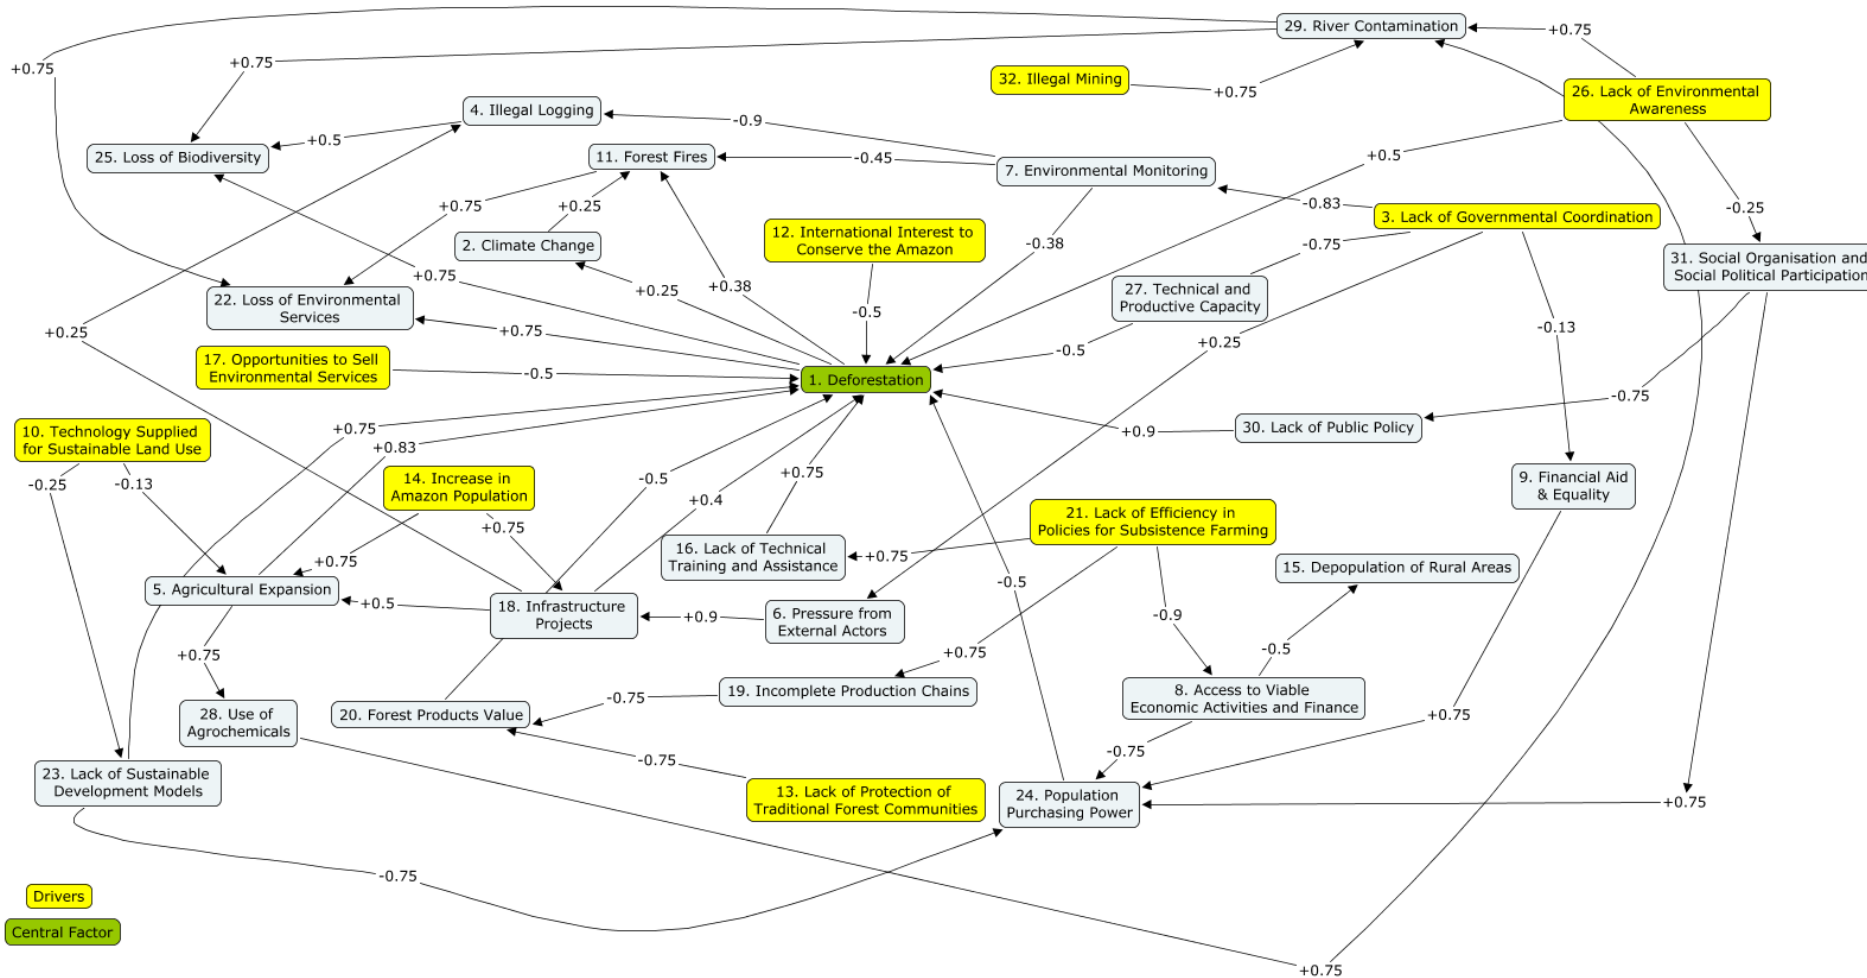 29. River Contamination
+0.75
+0.75
+0.75
32. Illegal Mining
+0.75
26. Lack of Environmental
Awareness
4. Illegal Logging
-0.9
+0.5
25. Loss of Biodiversity
11. Forest Fires
-0.45
7. Environmental Monitoring
+0.5
+0.75
+0.25
-0.83
-0.25
3. Lack of Governmental Coordination
12. International Interest to
Conserve the Amazon
2. Climate Change
-0.38
-0.75
31. Social Organisation and
Social Political Participation
+0.75
+0.25
+0.38
22. Loss of Environmental
Services
27. Technical and
Productive Capacity
-0.5
+0.25
+0.75
-0.13
+0.25
-0.5
17. Opportunities to Sell
Environmental Services
-0.5
1. Deforestation
-0.75
10. Technology Supplied
for Sustainable Land Use
+0.75
+0.83
+0.9
30. Lack of Public Policy
-0.25
-0.13
14. Increase in
Amazon Population
-0.5
+0.4
+0.75
9. Financial Aid
& Equality
+0.75
+0.75
21. Lack of Efficiency in
Policies for Subsistence Farming
16. Lack of Technical
Training and Assistance
+0.75
-0.5
15. Depopulation of Rural Areas
5. Agricultural Expansion
+0.5
18. Infrastructure
Projects
+0.9
6. Pressure from
External Actors
-0.9
+0.75
+0.75
-0.5
28. Use of
Agrochemicals
20. Forest Products Value
-0.75
19. Incomplete Production Chains
8. Access to Viable
Economic Activities and Finance
+0.75
-0.75
-0.75
23. Lack of Sustainable
Development Models
13. Lack of Protection of
Traditional Forest Communities
24. Population
Purchasing Power
+0.75
-0.75
Drivers
Central Factor
+0.75